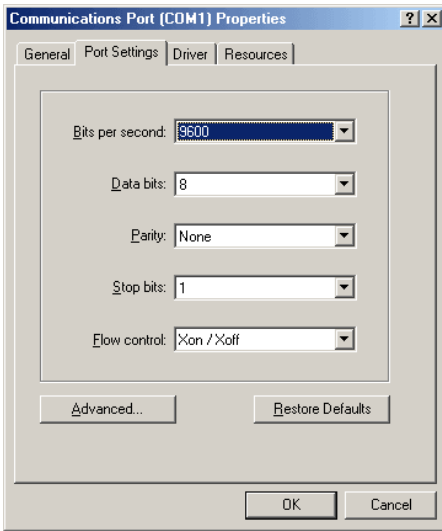 Communications Port (COM1) Properties
General Port Settings Driver Resources
Bits per second: 9600
Data bits: 8
Parity: None
Stop bits: 1
Flow control: Xon / Xoff
Advanced... Restore Defaults
OK Cancel